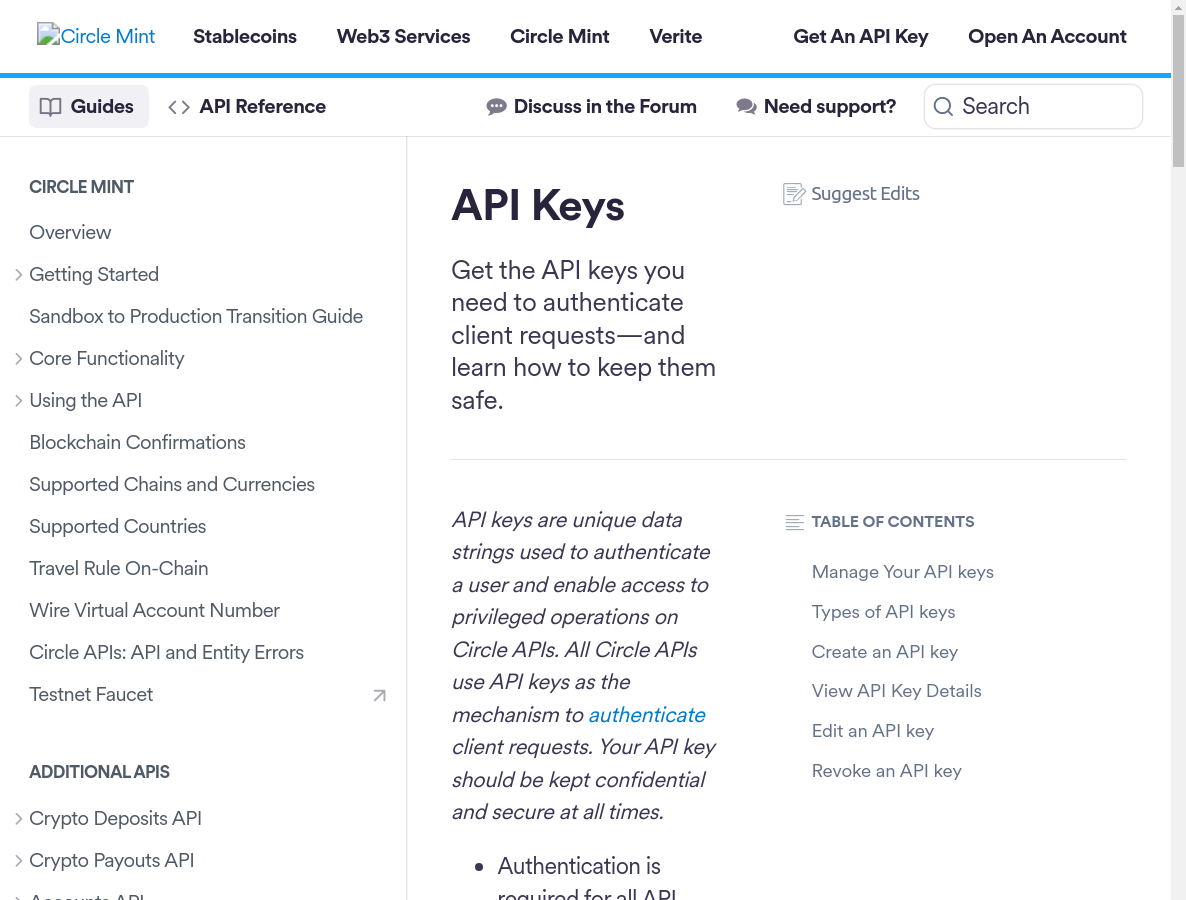 Circle Mint
Stablecoins
Web3 Services
Circle Mint
Verite
Get An API Key
Open An Account
Guides
API Reference
Discuss in the Forum
Need support?
Search
CIRCLE MINT
Overview
Getting Started
Sandbox to Production Transition Guide
Core Functionality
Using the API
Blockchain Confirmations
Supported Chains and Currencies
Supported Countries
Travel Rule On-Chain
Wire Virtual Account Number
Circle APIs: API and Entity Errors
Testnet Faucet
ADDITIONAL APIS
Crypto Deposits API
Crypto Payouts API
Accounts API
API Keys
Suggest Edits
Get the API keys you
need to authenticate
client requests—and
learn how to keep them
safe.
API keys are unique data
strings used to authenticate
a user and enable access to
privileged operations on
Circle APIs. All Circle APIs
use API keys as the
mechanism to authenticate
client requests. Your API key
should be kept confidential
and secure at all times.
Authentication is
required for all API
TABLE OF CONTENTS
Manage Your API keys
Types of API keys
Create an API key
View API Key Details
Edit an API key
Revoke an API key